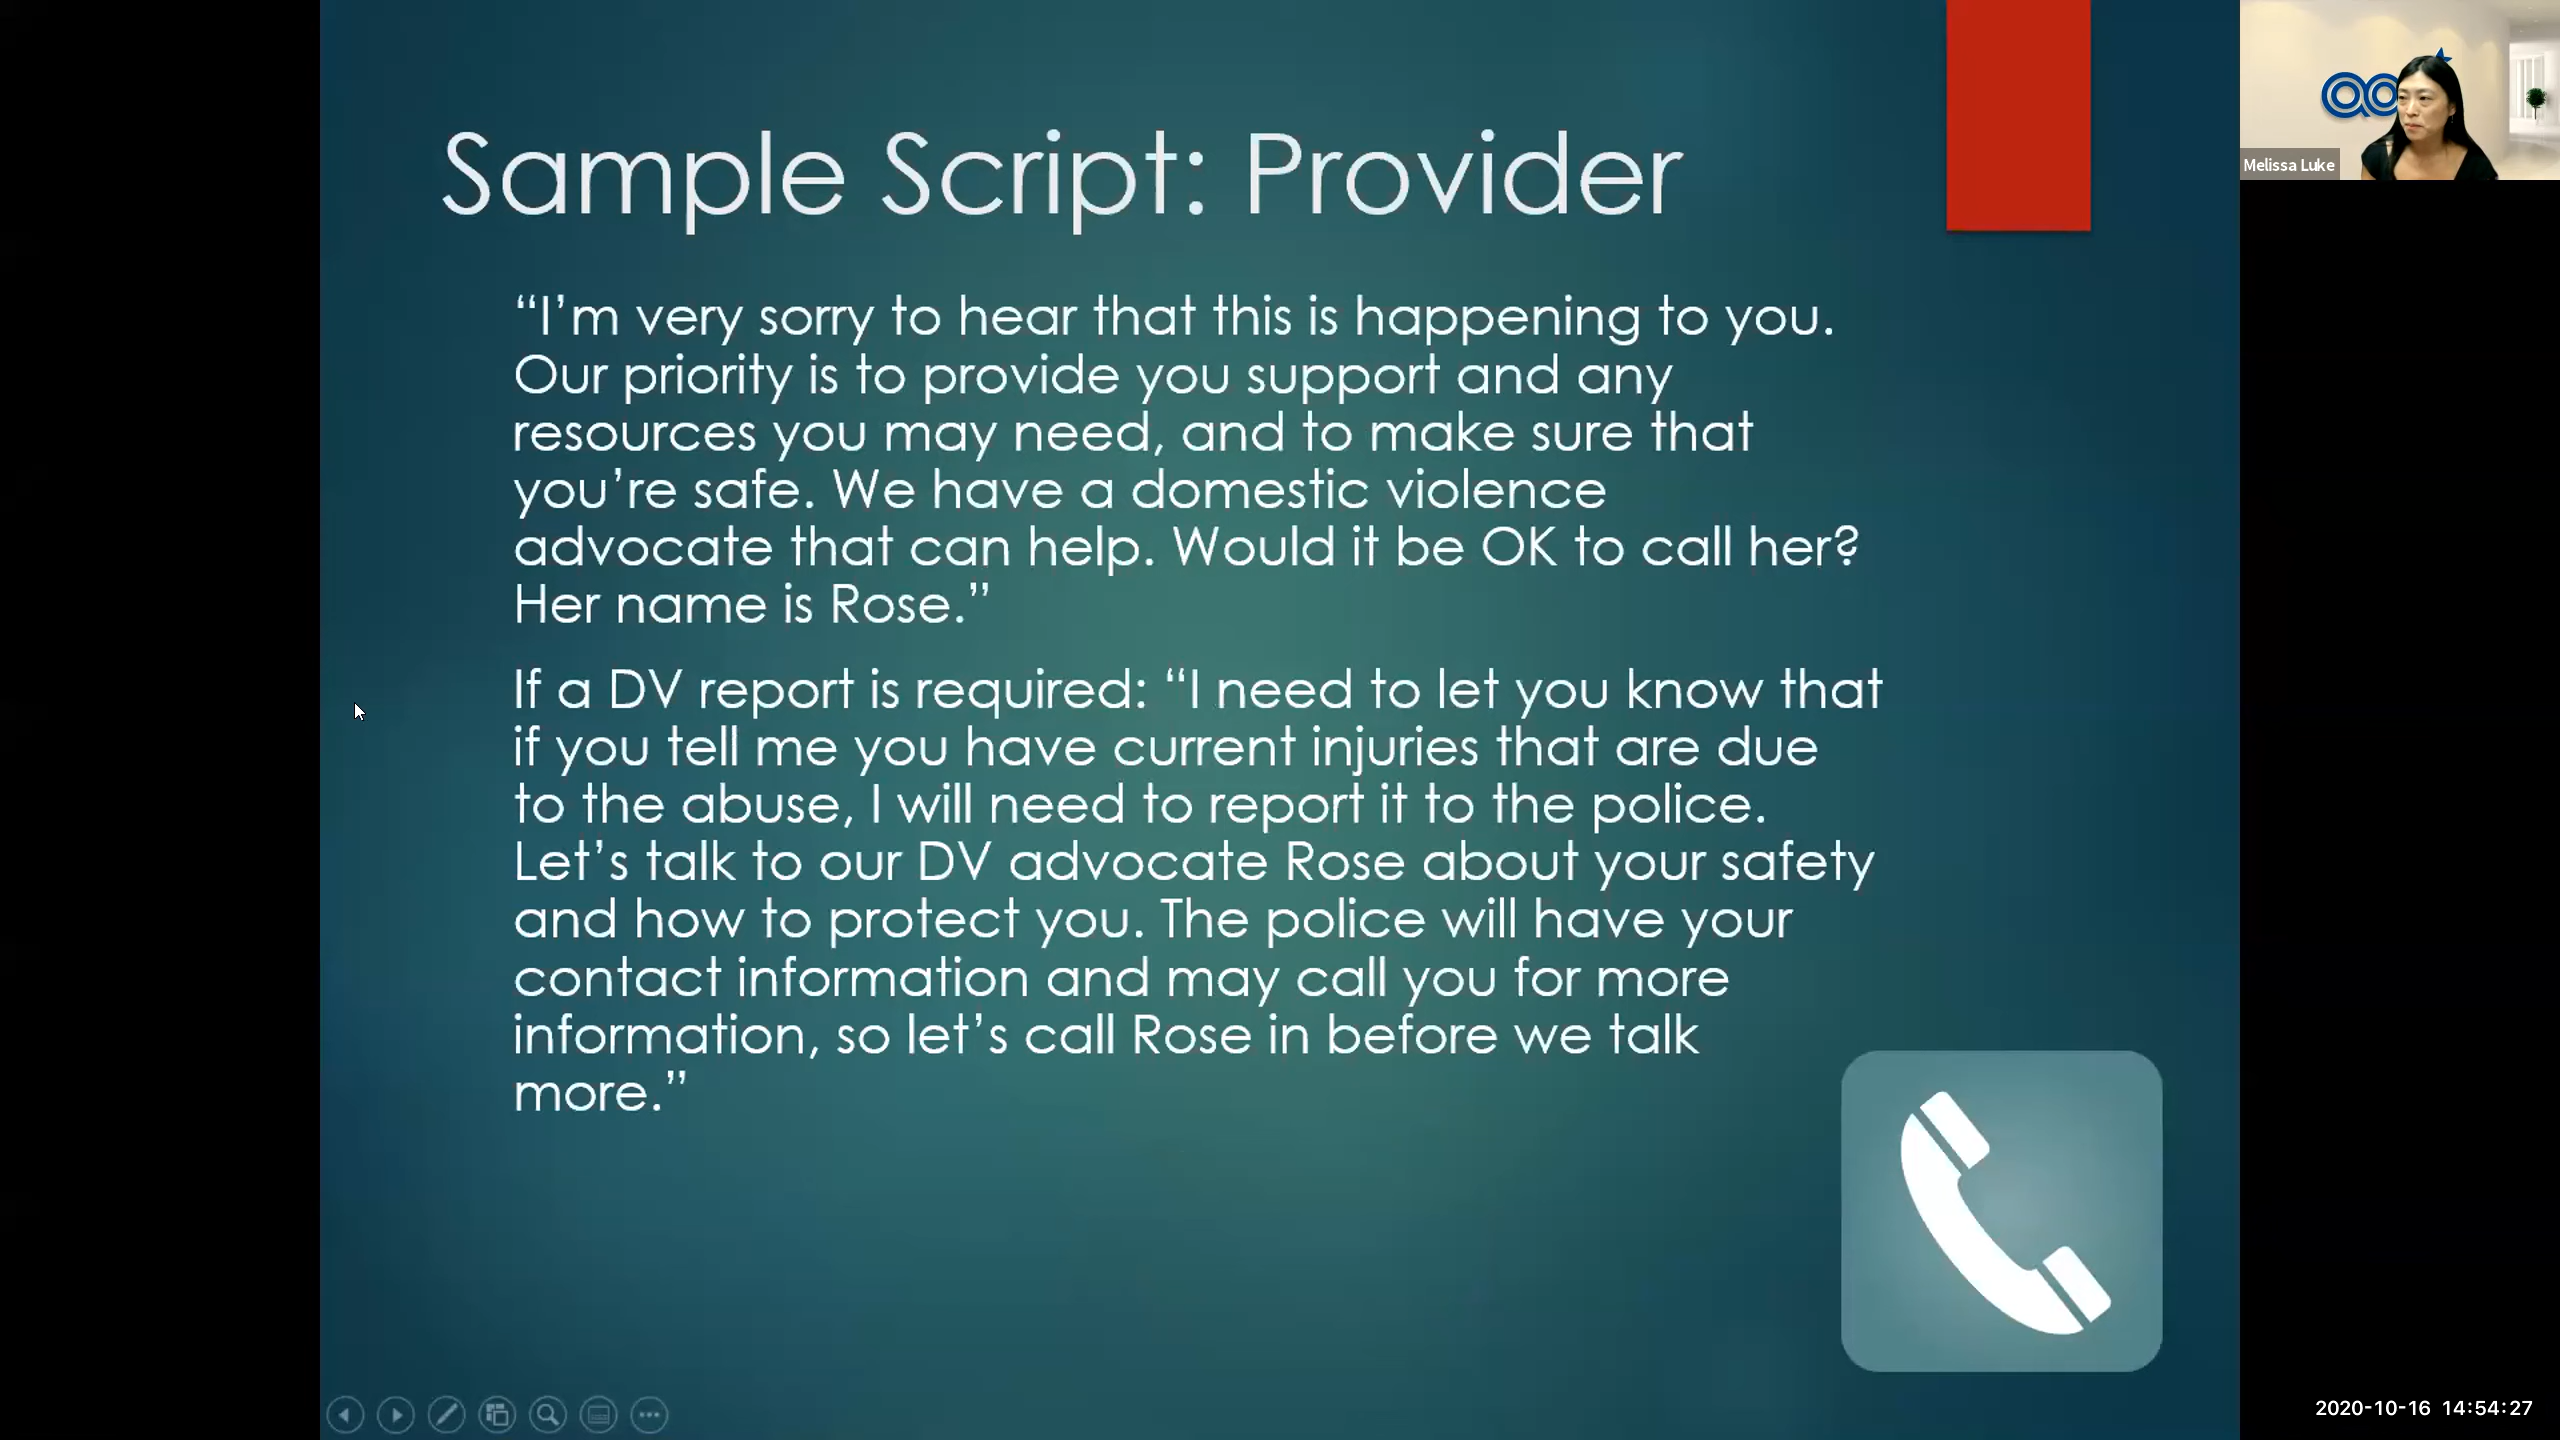 Sample Script: Provider
“I’m very sorry to hear that this is happening to you.
Our priority is to provide you support and any
resources you may need, and to make sure that
you’re safe. We have a domestic violence
advocate that can help. Would it be OK to call her?
Her name is Rose.”
If a DV report is required: “I need to let you know that
if you tell me you have current injuries that are due
to the abuse, I will need to report it to the police.
Let’s talk to our DV advocate Rose about your safety
and how to protect you. The police will have your
contact information and may call you for more
information, so let’s call Rose in before we talk
more.”
Melissa Luke
2020-10-16 14:54:27